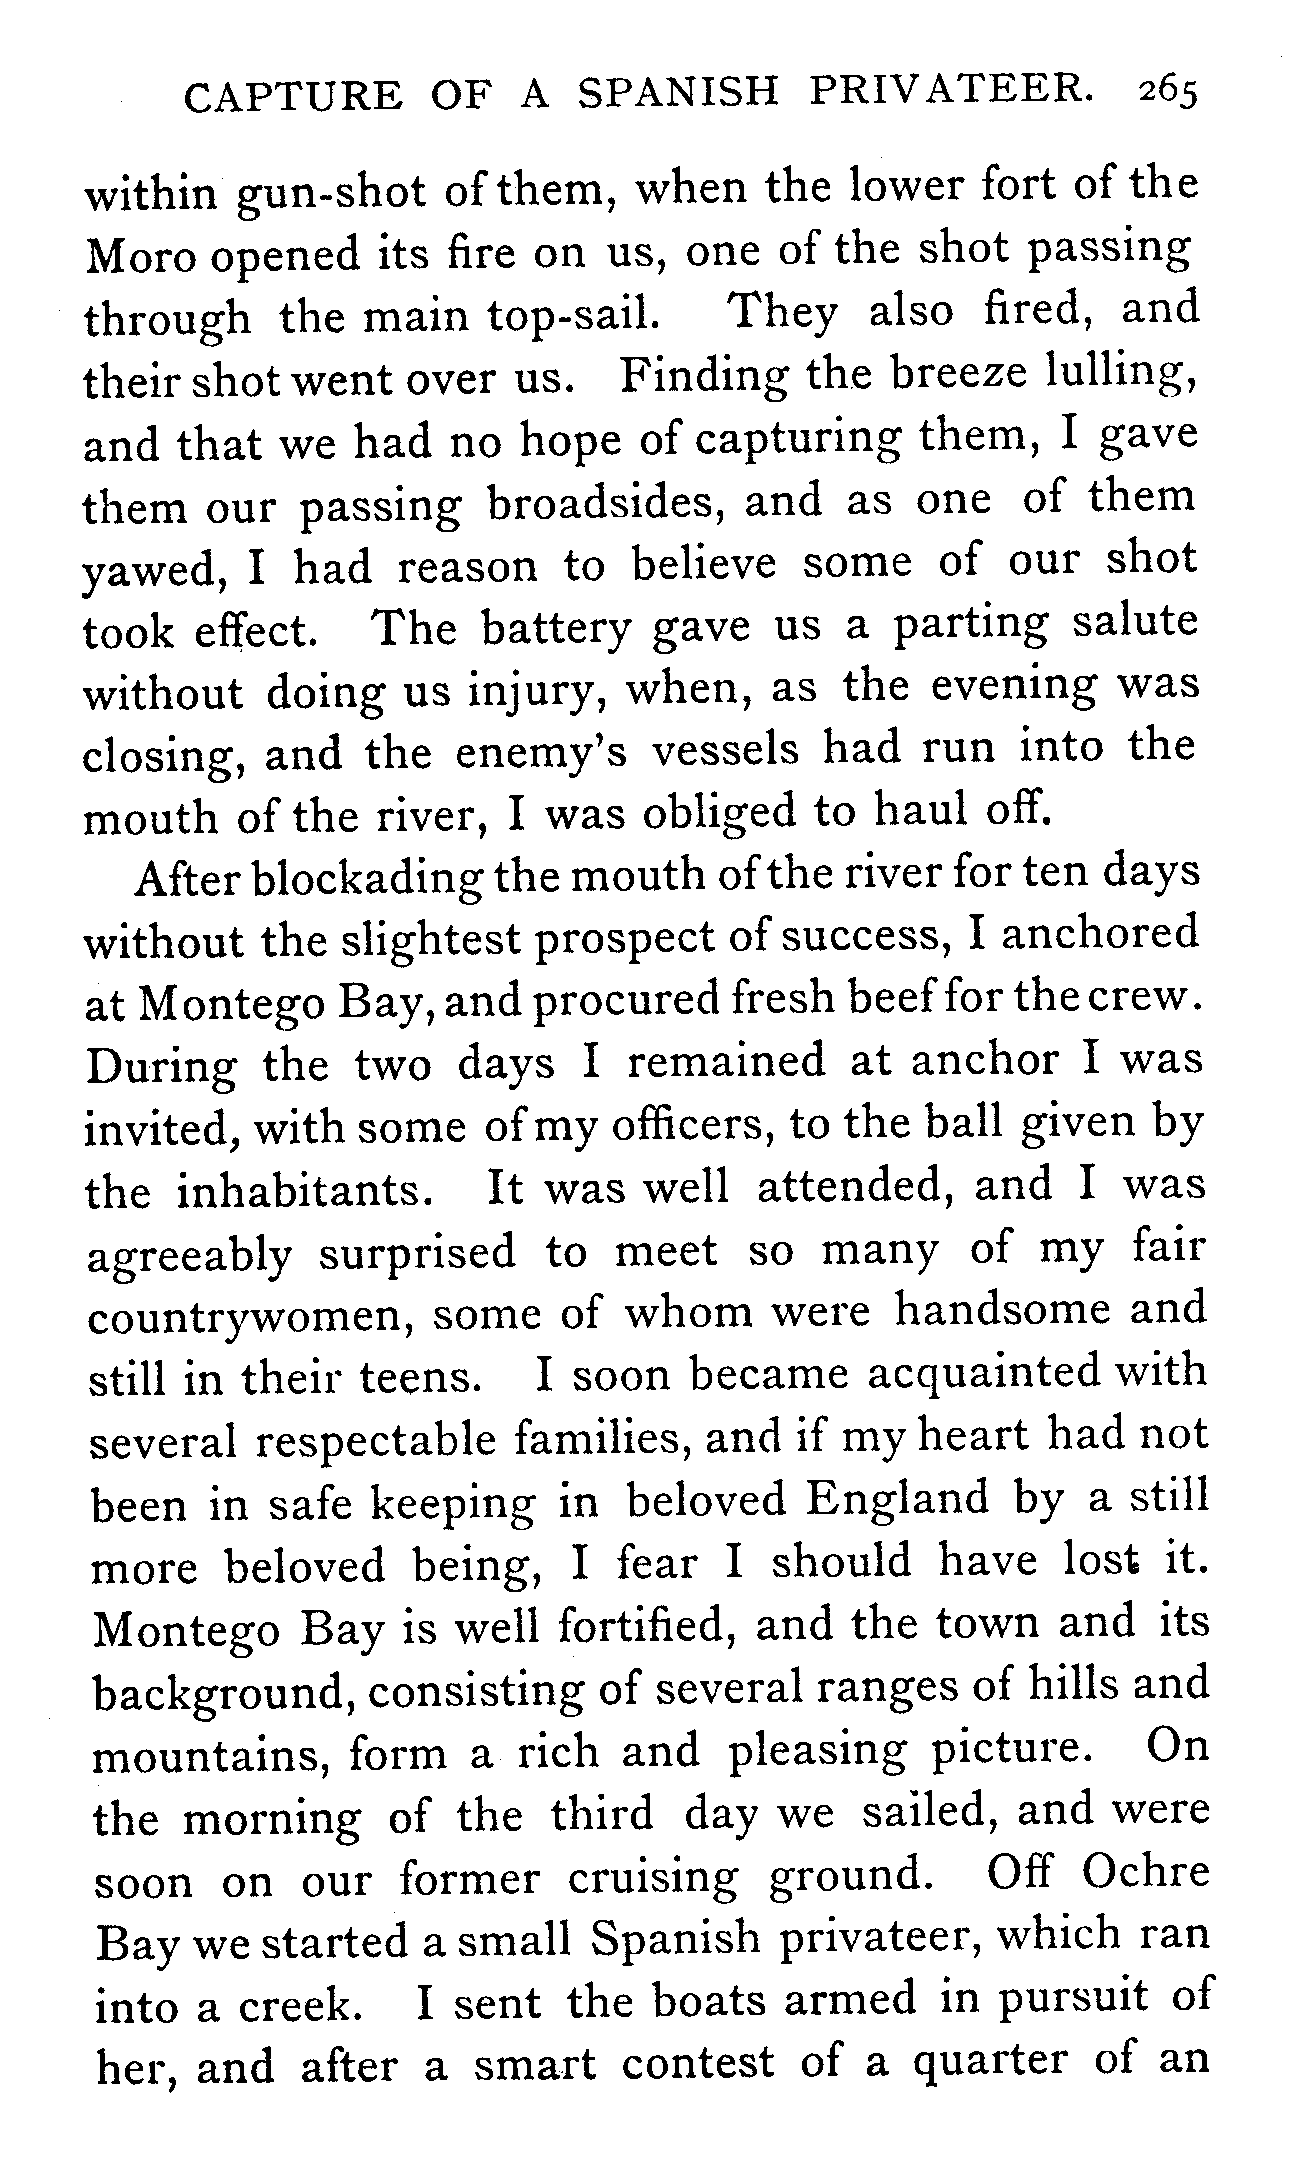 CAPTURE OF A SPANISH PRIVATEER. 265
within gun-shot of them, when the lower fort of the
Moro opened its fire on us, one of the shot passing
through the main top-sail. They also fired, and
their shot went over us. Finding the breeze lulling,
and that we had no hope of capturing them, I gave
them our passing broadsides, and as one of them
yawed, I had reason to believe some of our shot
took effect. The battery gave us a parting salute
without doing us injury, when, as the evening was
closing, and the enemy's vessels had run into the
mouth of the river, I was obliged to haul off.
After blockading the mouth of the river for ten days
without the slightest prospect of success, I anchored
at Montego Bay, and procured fresh beef for the crew.
During the two days I remained at anchor I was
invited, with some of my officers, to the ball given by
the inhabitants. It was well attended, and I was
agreeably surprised to meet so many of my fair
countrywomen, some of whom were handsome and
still in their teens. I soon became acquainted with
several respectable families, and if my heart had not
been in safe keeping in beloved England by a still
more beloved being, I fear I should have lost it.
Montego Bay is well fortified, and the town and its
background, consisting of several ranges of hills and
mountains, form a rich and pleasing picture. On
the morning of the third day we sailed, and were
soon on our former cruising ground. Off Ochre
Bay we started a small Spanish privateer, which ran
into a creek. I sent the boats armed in pursuit of
her, and after a smart contest of a quarter of an